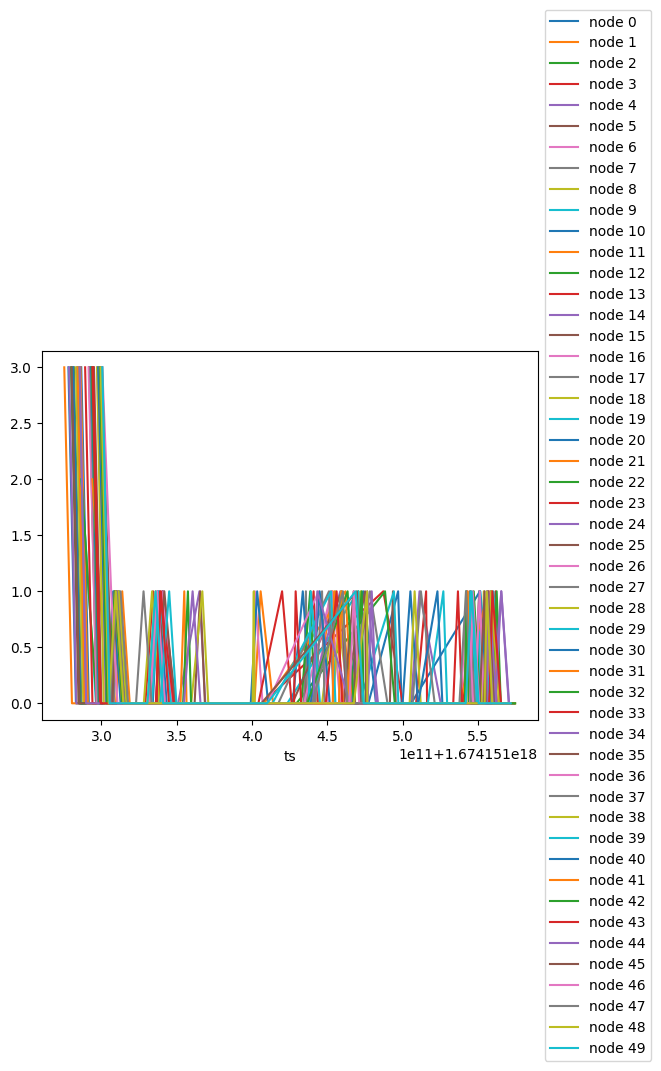 node 0
node 1
node 2
node 3
node 4
node 5
node 6
node 7
node 8
node 9
node 10
node 11
node 12
node 13
node 14
node 15
node 16
node 17
node 18
node 19
node 20
node 21
node 22
node 23
node 24
node 25
node 26
node 27
node 28
node 29
node 30
node 31
node 32
node 33
node 34
node 35
node 36
node 37
node 38
node 39
node 40
node 41
node 42
node 43
node 44
node 45
node 46
node 47
node 48
node 49
3.0
2.5
2.0
1.5
1.0
0.5
0.0
3.0 3.5 4.0 4.5 5.0 5.5
1e11+1.674151e18
ts